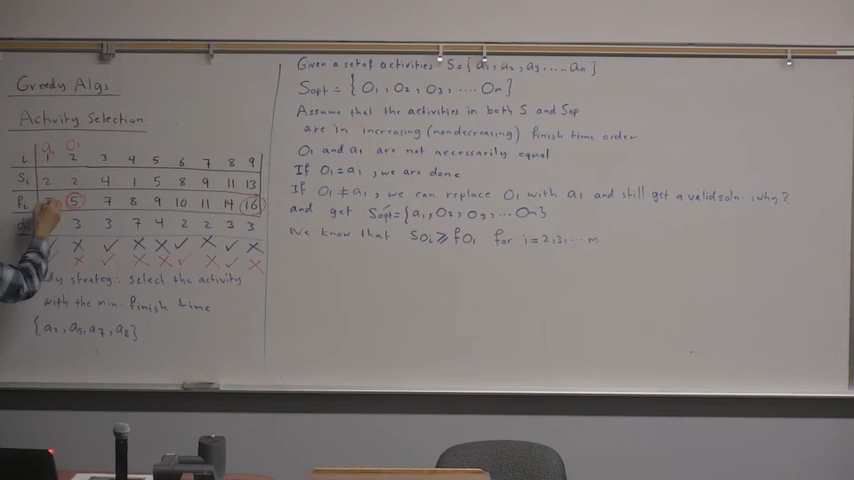 Greedy Algs
Activity Selection
a₁ O₁
i 1 2 3 4 5 6 7 8 9
Si 2 2 4 1 5 8 9 11 13
fi 5 7 8 9 10 11 14 16
3 3 7 4 2 2 3 3
✓ X ✓ X X ✓ X ✓ X
X X ✓ X X ✓ X X
strategy: select the activity
with the min. finish time
{a₂, a₅, a₇, a₈}
Given a set of activities S={a₁, a₂, a₃, .... an}
Sopt = {O₁, O₂, O₃, .... Om}
Assume that the activities in both S and Sop
are in increasing (nondecreasing) finish time order
O₁ and a₁ are not necessarily equal
If O₁=a₁, we are done
If O₁≠a₁, we can replace O₁ with a₁ and still get a valid soln., why?
and get Sopt={a₁, O₂, O₃, ... Om}
We know that SOi ≥ fO₁ for i=2,3,... m